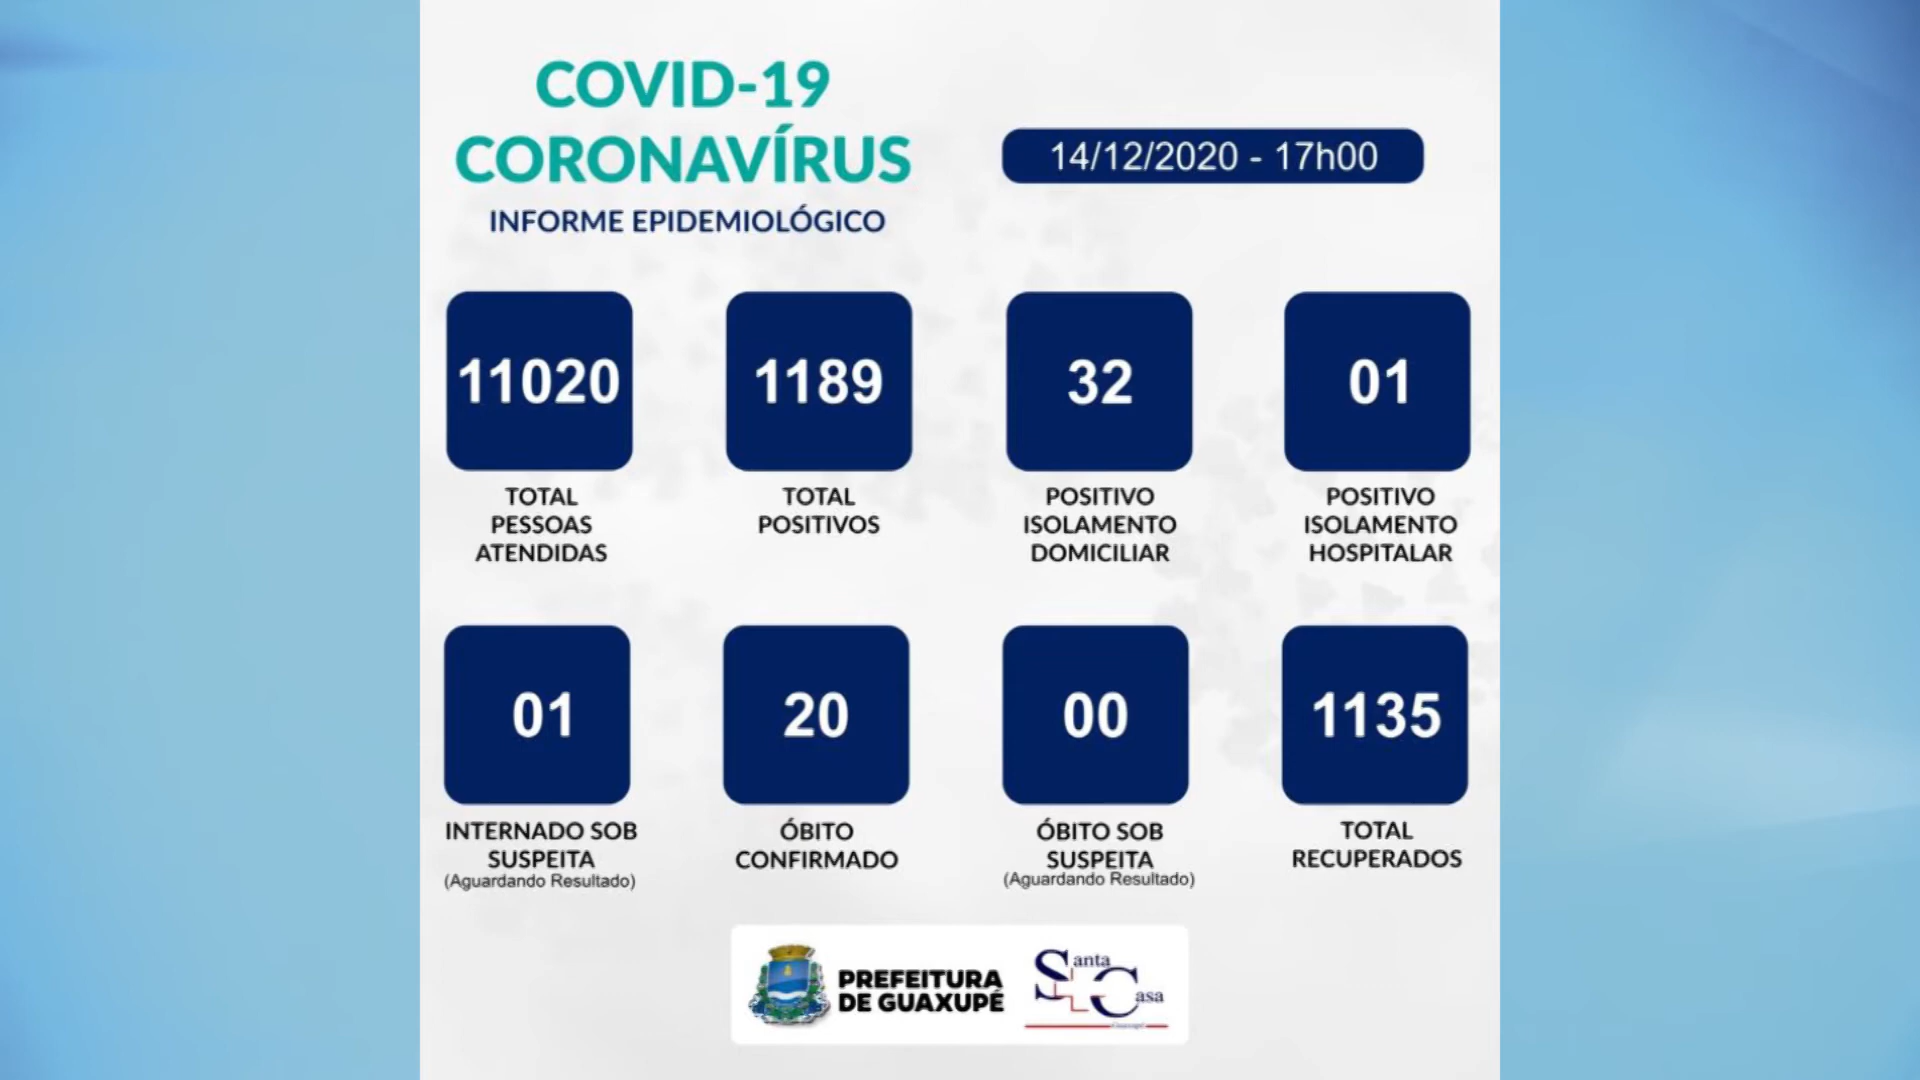 COVID-19
CORONAVÍRUS
INFORME EPIDEMIOLÓGICO
14/12/2020 - 17h00
11020
TOTAL
PESSOAS
ATENDIDAS
1189
TOTAL
POSITIVOS
32
POSITIVO
ISOLAMENTO
DOMICILIAR
01
POSITIVO
ISOLAMENTO
HOSPITALAR
01
INTERNADO SOB
SUSPEITA
(Aguardando Resultado)
20
ÓBITO
CONFIRMADO
00
ÓBITO SOB
SUSPEITA
(Aguardando Resultado)
1135
TOTAL
RECUPERADOS
PREFEITURA
DE GUAXUPÉ
Santa
Casa